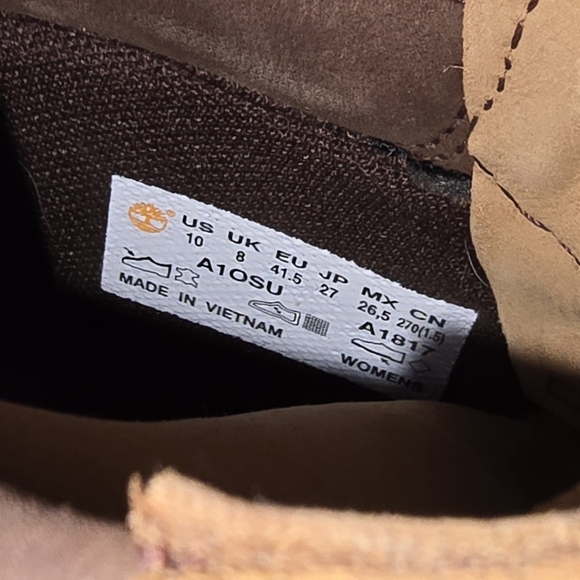 US UK EU JP MX CN
10 8 41.5 27 26,5 270(1.5)
A1OSU A1817
MADE IN VIETNAM WOMENS